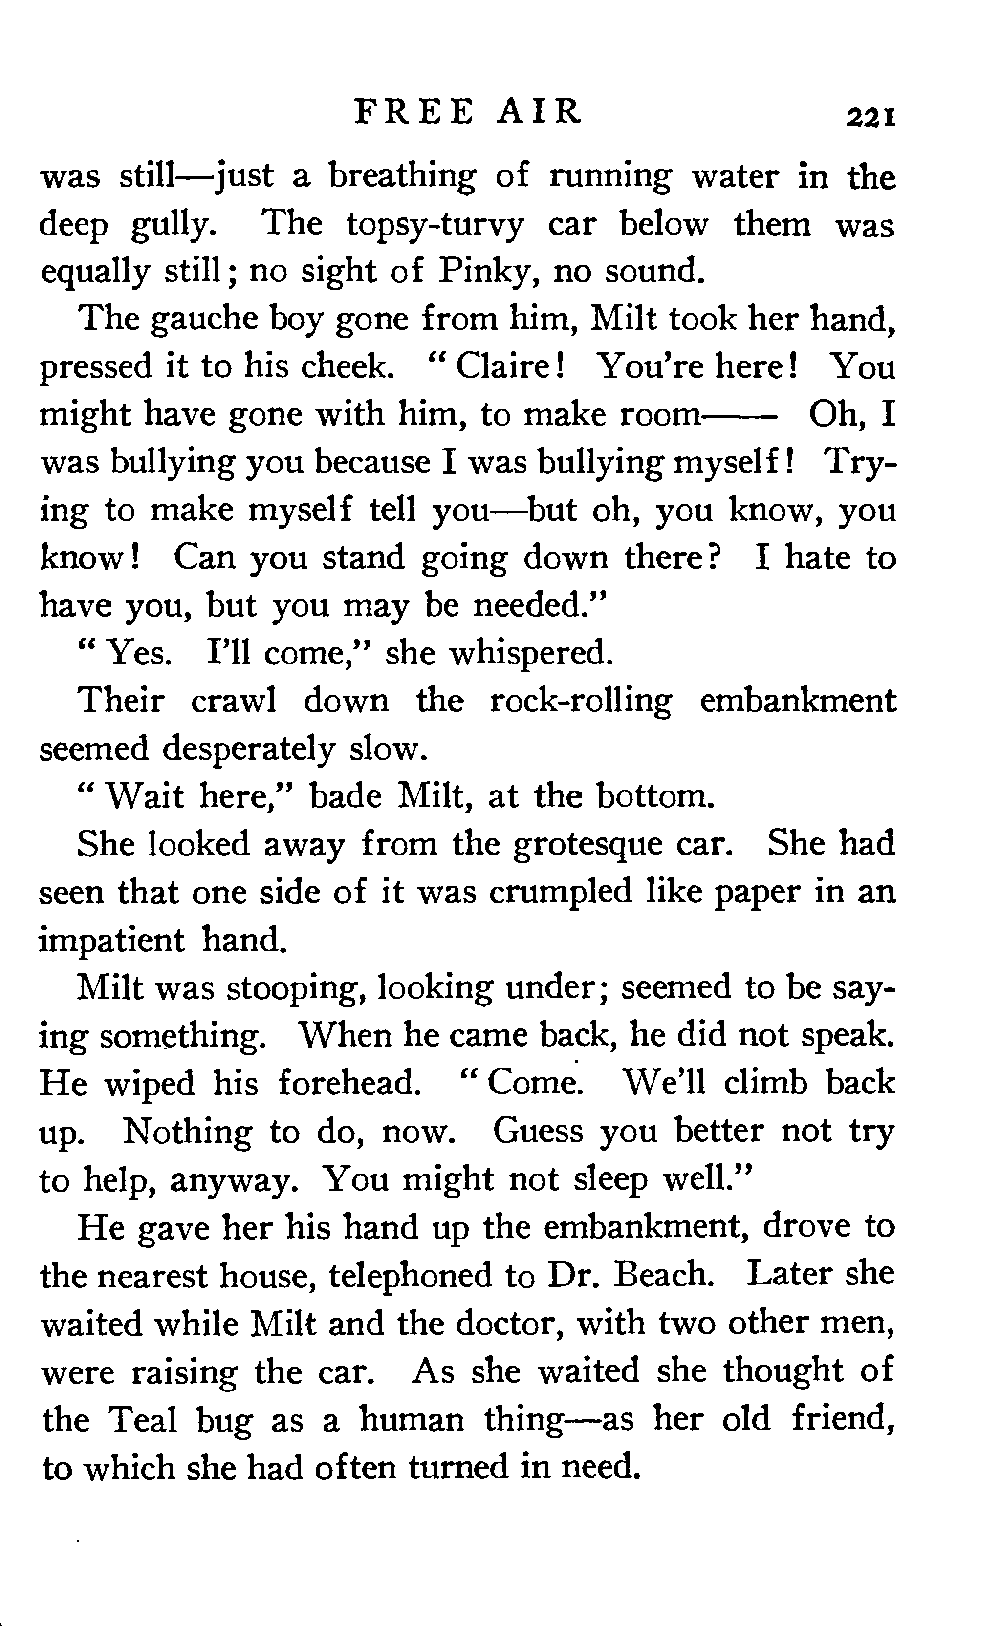 FREE AIR 221
was still—just a breathing of running water in the
deep gully. The topsy-turvy car below them was
equally still; no sight of Pinky, no sound.
The gauche boy gone from him, Milt took her hand,
pressed it to his cheek. "Claire! You're here! You
might have gone with him, to make room—— Oh, I
was bullying you because I was bullying myself! Try-
ing to make myself tell you—but oh, you know, you
know! Can you stand going down there? I hate to
have you, but you may be needed."
"Yes. I'll come," she whispered.
Their crawl down the rock-rolling embankment
seemed desperately slow.
"Wait here," bade Milt, at the bottom.
She looked away from the grotesque car. She had
seen that one side of it was crumpled like paper in an
impatient hand.
Milt was stooping, looking under; seemed to be say-
ing something. When he came back, he did not speak.
He wiped his forehead. "Come. We'll climb back
up. Nothing to do, now. Guess you better not try
to help, anyway. You might not sleep well."
He gave her his hand up the embankment, drove to
the nearest house, telephoned to Dr. Beach. Later she
waited while Milt and the doctor, with two other men,
were raising the car. As she waited she thought of
the Teal bug as a human thing—as her old friend,
to which she had often turned in need.